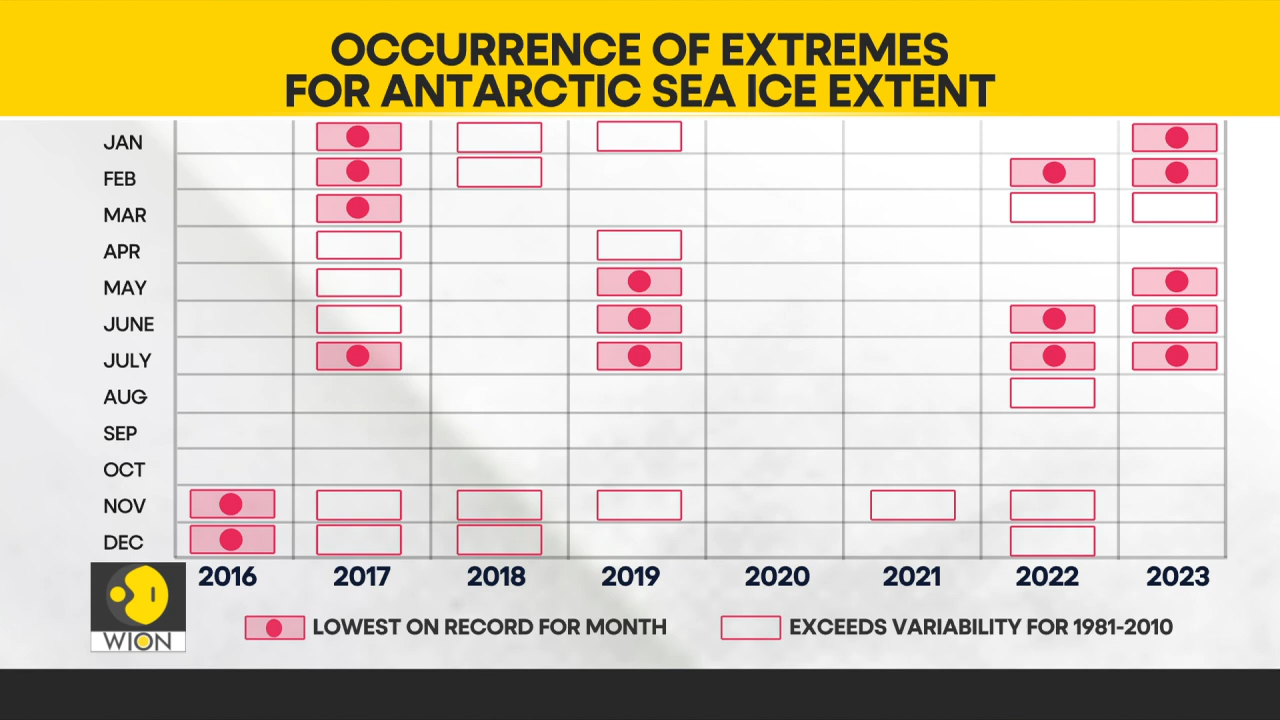 OCCURRENCE OF EXTREMES
FOR ANTARCTIC SEA ICE EXTENT
JAN
FEB
MAR
APR
MAY
JUNE
JULY
AUG
SEP
OCT
NOV
DEC
2016 2017 2018 2019 2020 2021 2022 2023
LOWEST ON RECORD FOR MONTH EXCEEDS VARIABILITY FOR 1981-2010
WION